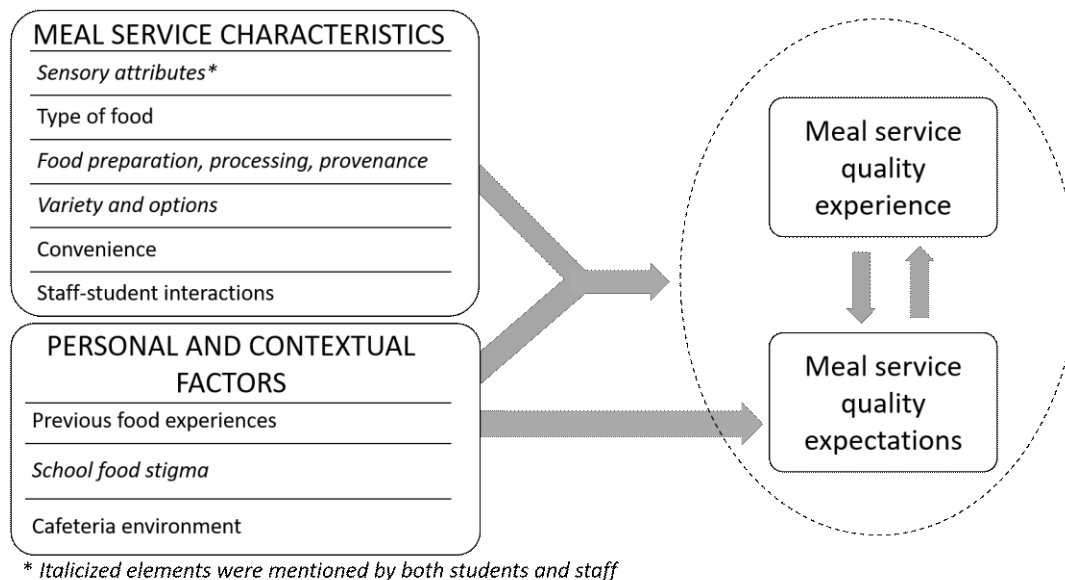 MEAL SERVICE CHARACTERISTICS
Sensory attributes*
Type of food
Food preparation, processing, provenance
Variety and options
Convenience
Staff-student interactions
PERSONAL AND CONTEXTUAL
FACTORS
Previous food experiences
School food stigma
Cafeteria environment
* Italicized elements were mentioned by both students and staff
Meal service
quality
experience
Meal service
quality
expectations